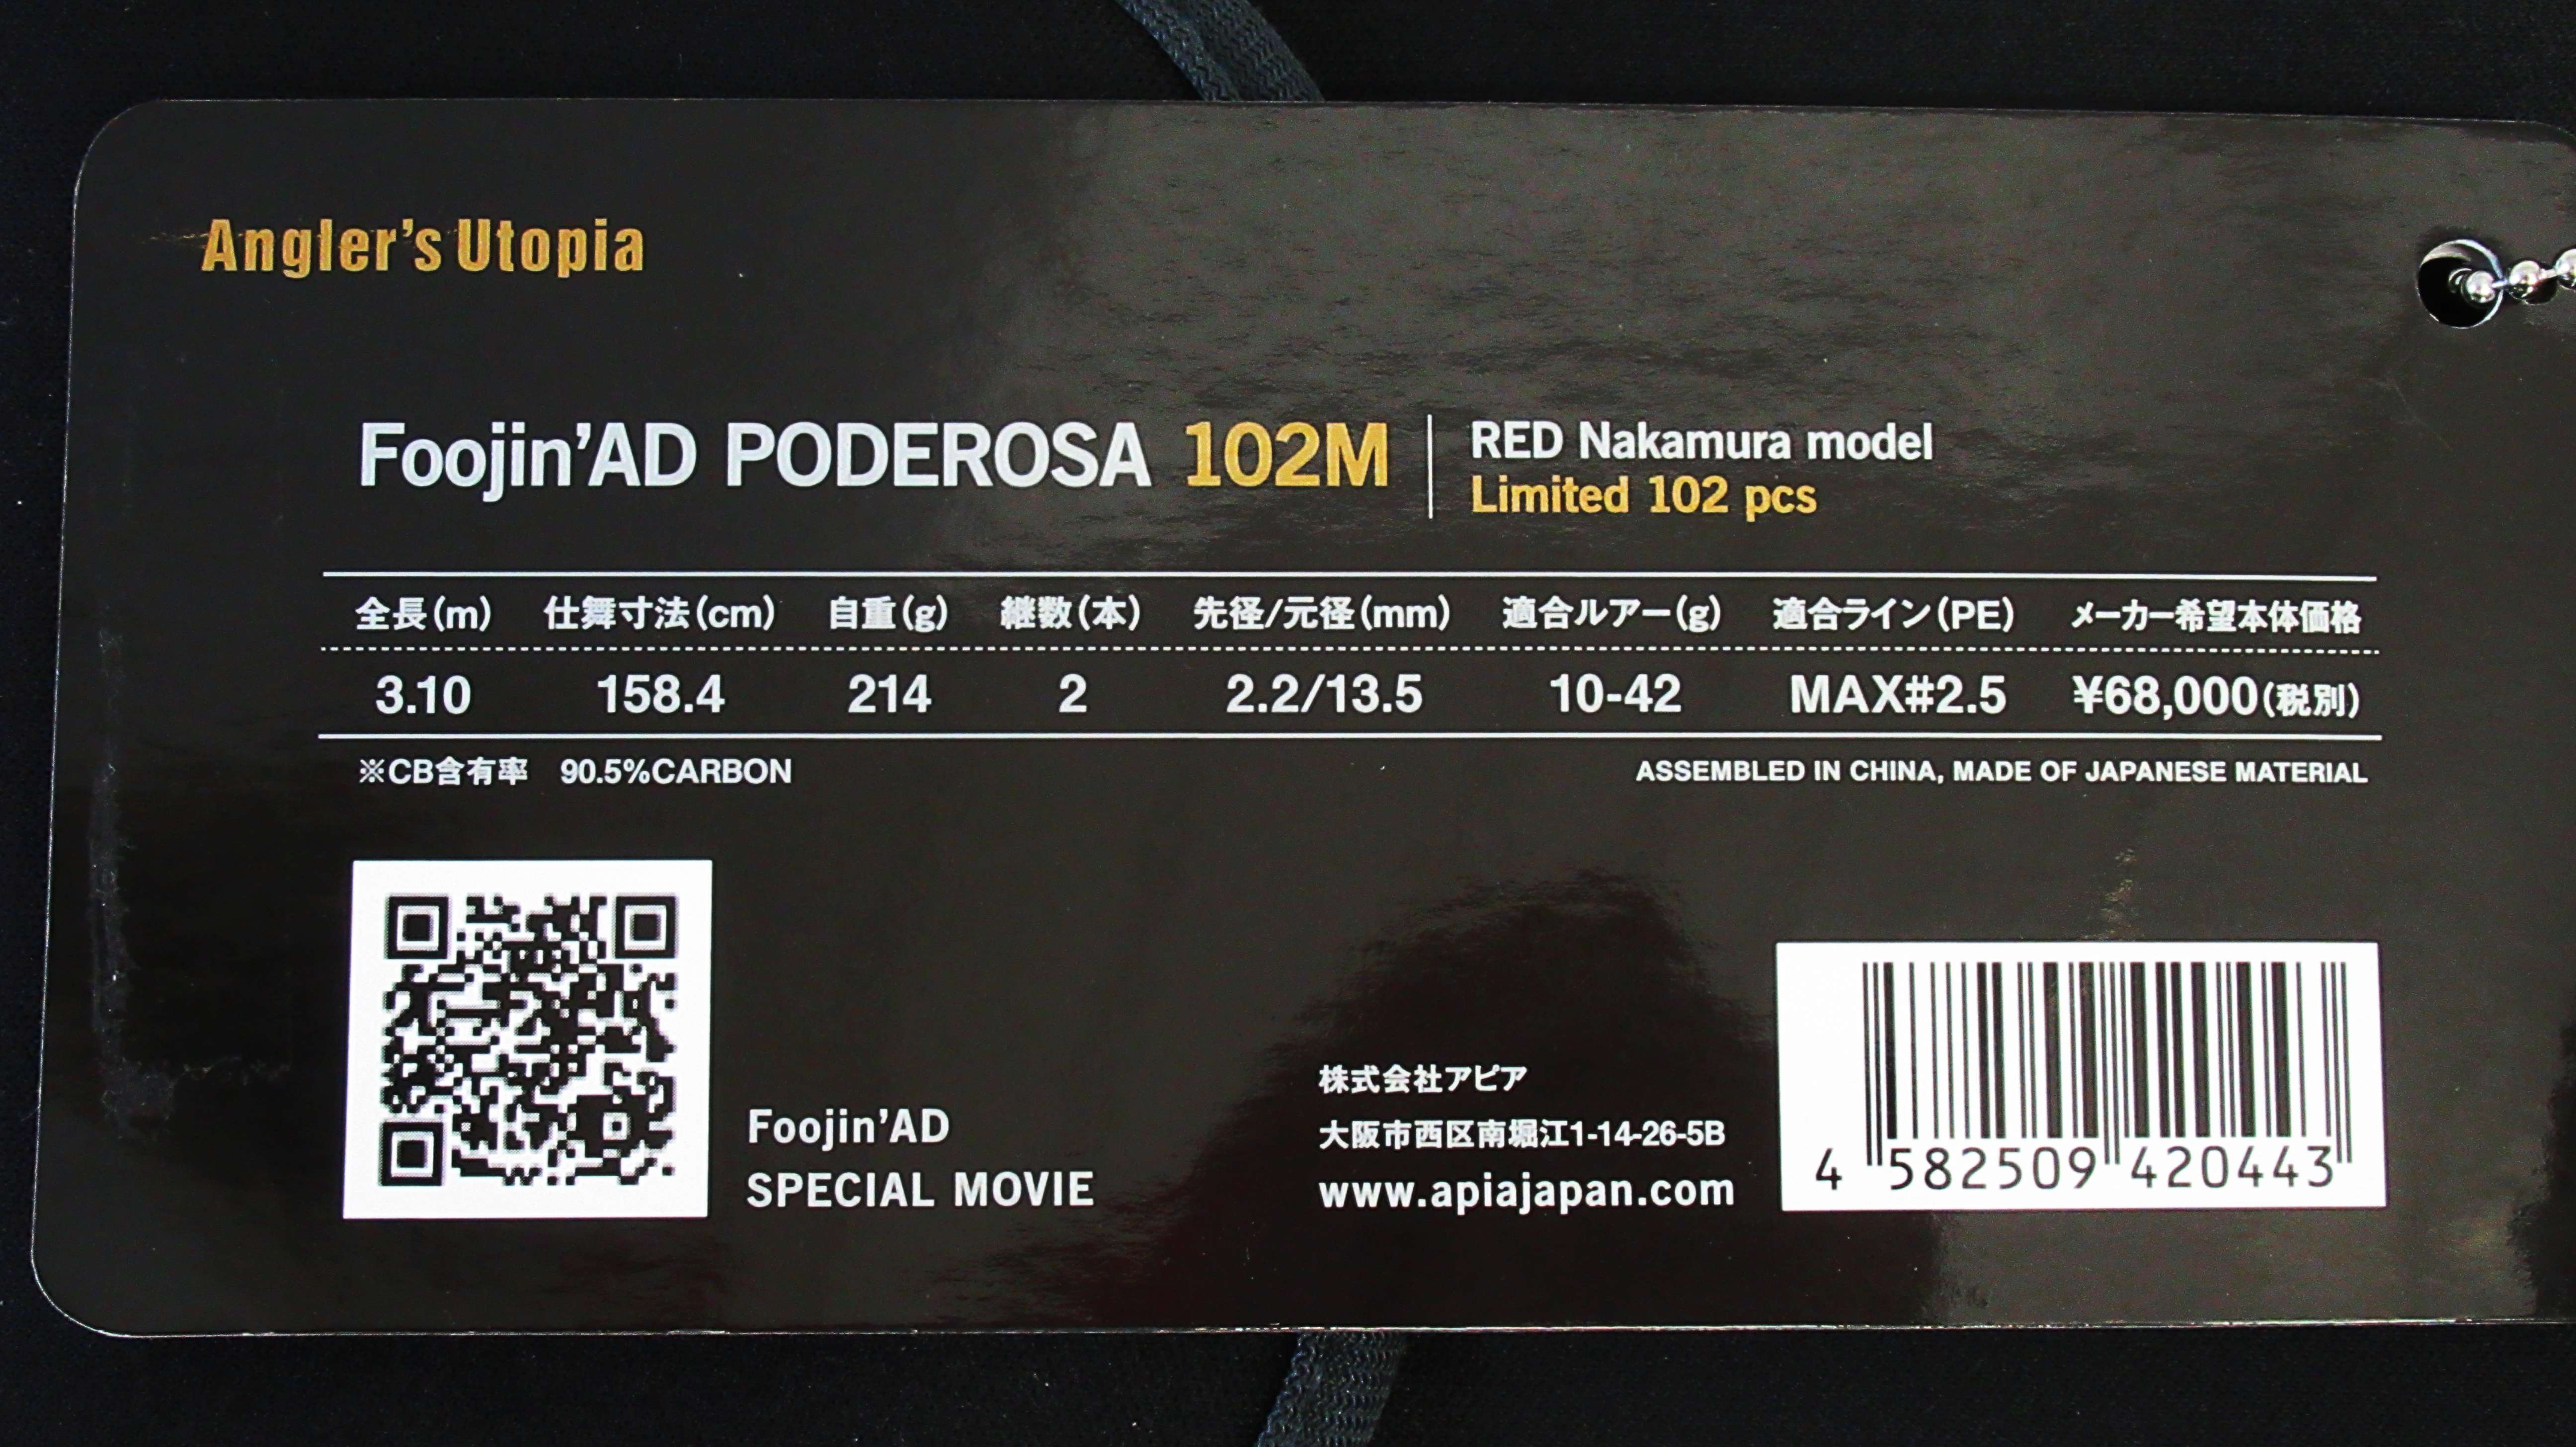 Angler's Utopia
Foojin'AD PODEROSA 102M
RED Nakamura model
Limited 102 pcs
全長(m) 仕舞寸法(cm) 自重(g) 継数(本) 先径/元径(mm) 適合ルアー(g) 適合ライン(PE) メーカー希望本体価格
3.10 158.4 214 2 2.2/13.5 10-42 MAX#2.5 ¥68,000(税別)
※CB含有率 90.5%CARBON
ASSEMBLED IN CHINA, MADE OF JAPANESE MATERIAL
Foojin'AD
SPECIAL MOVIE
株式会社アピア
大阪市西区南堀江1-14-26-5B
www.apiajapan.com
4 582509 420443